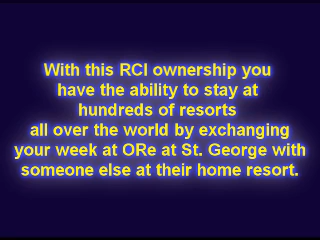 With this RCI ownership you
have the ability to stay at
hundreds of resorts
all over the world by exchanging
your week at ORe at St. George with
someone else at their home resort.